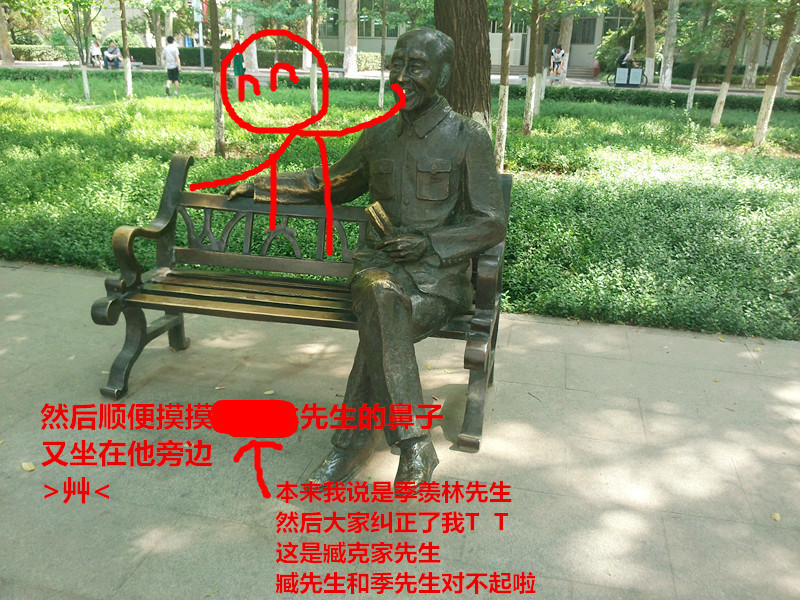 然后顺便摸摸先生的鼻子
又坐在他旁边
>艸<
本来我说是季羡林先生
然后大家纠正了我T T
这是臧克家先生
臧先生和季先生对不起啦